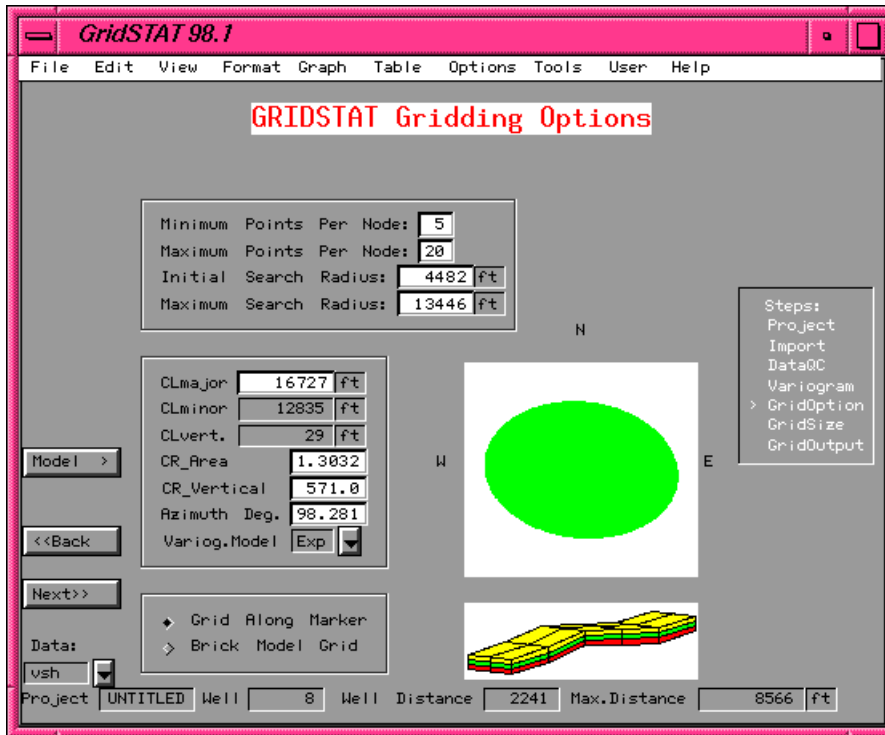 GridSTAT 98.1
File Edit View Format Graph Table Options Tools User Help
GRIDSTAT Gridding Options
Minimum Points Per Node: 5
Maximum Points Per Node: 20
Initial Search Radius: 4482 ft
Maximum Search Radius: 13446 ft
CLmajor 16727 ft
CLminor 12835 ft
CLvert. 29 ft
CR_Area 1.3032
CR_Vertical 571.0
Azimuth Deg. 98.281
Variog.Model Exp
N
W
E
Steps:
Project
Import
DataQC
Variogram
> GridOption
GridSize
GridOutput
Model >
<<Back
Next>>
Grid Along Marker
Brick Model Grid
Data:
vsh
Project UNTITLED Well 8 Well Distance 2241 Max.Distance 8566 ft